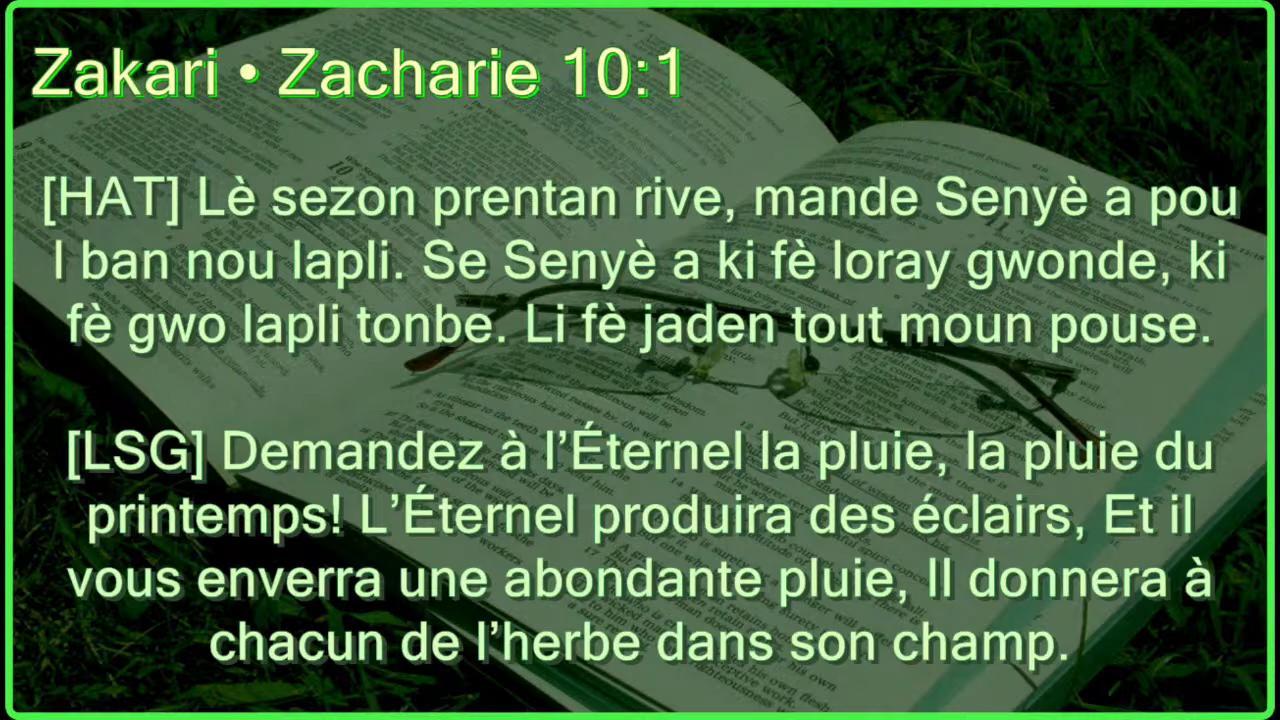 Zakari • Zacharie 10:1
[HAT] Lè sezon prentan rive, mande Senyè a pou
l ban nou lapli. Se Senyè a ki fè loray gwonde, ki
fè gwo lapli tonbe. Li fè jaden tout moun pouse.
[LSG] Demandez à l’Éternel la pluie, la pluie du
printemps! L’Éternel produira des éclairs, Et il
vous enverra une abondante pluie, Il donnera à
chacun de l’herbe dans son champ.